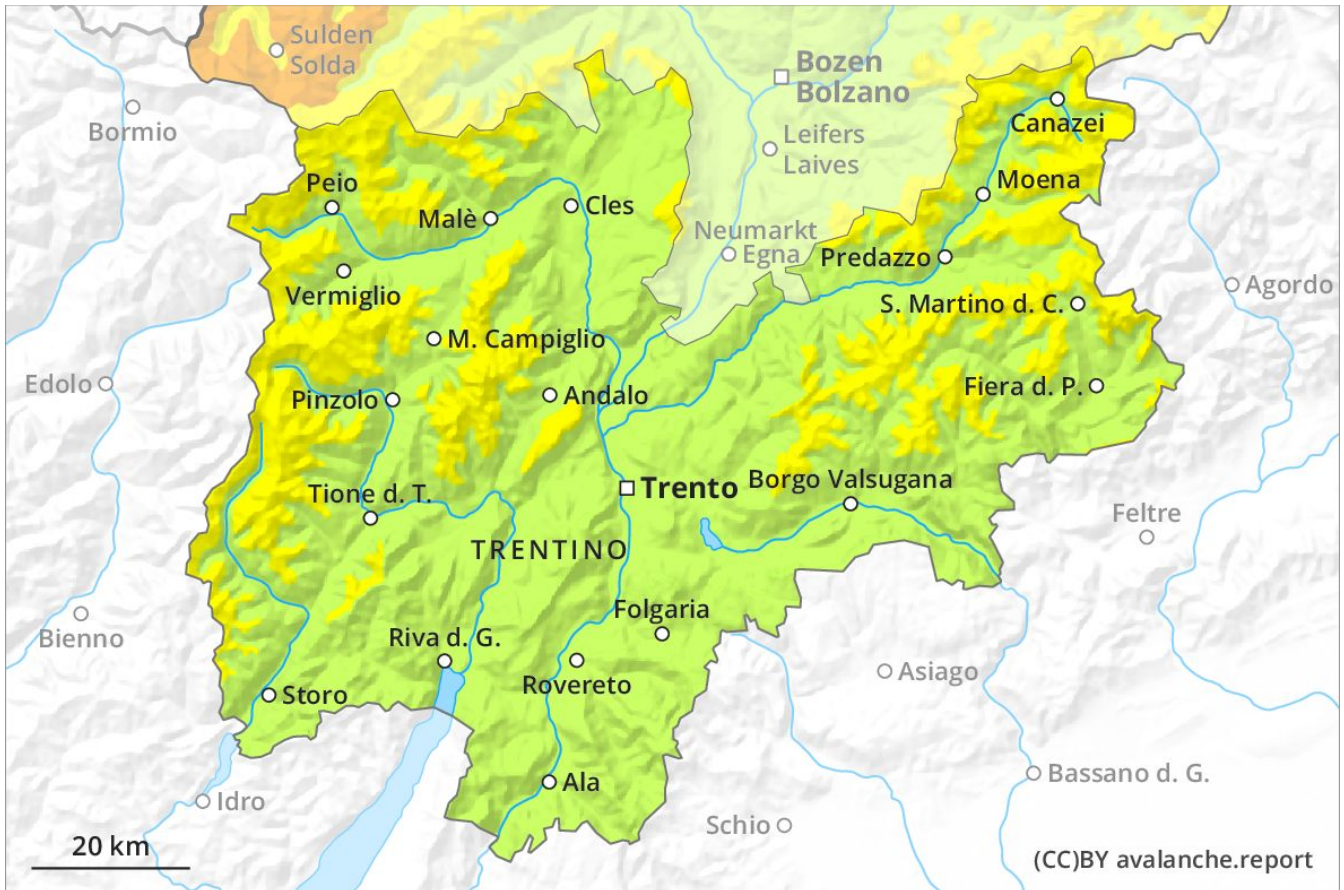 Sulden
Solda
Bozen
Bolzano
Bormio
Canazei
Leifers
Laives
Peio
Moena
Malè
Cles
Neumarkt
Egna
Predazzo
Vermiglio
S. Martino d. C.
Agordo
M. Campiglio
Edolo
Pinzolo
Andalo
Fiera d. P.
Trento
Borgo Valsugana
Tione d. T.
Feltre
TRENTINO
Folgaria
Bienno
Riva d. G.
Asiago
Rovereto
Storo
Bassano d. G.
Ala
Idro
Schio
20 km
(CC)BY avalanche.report